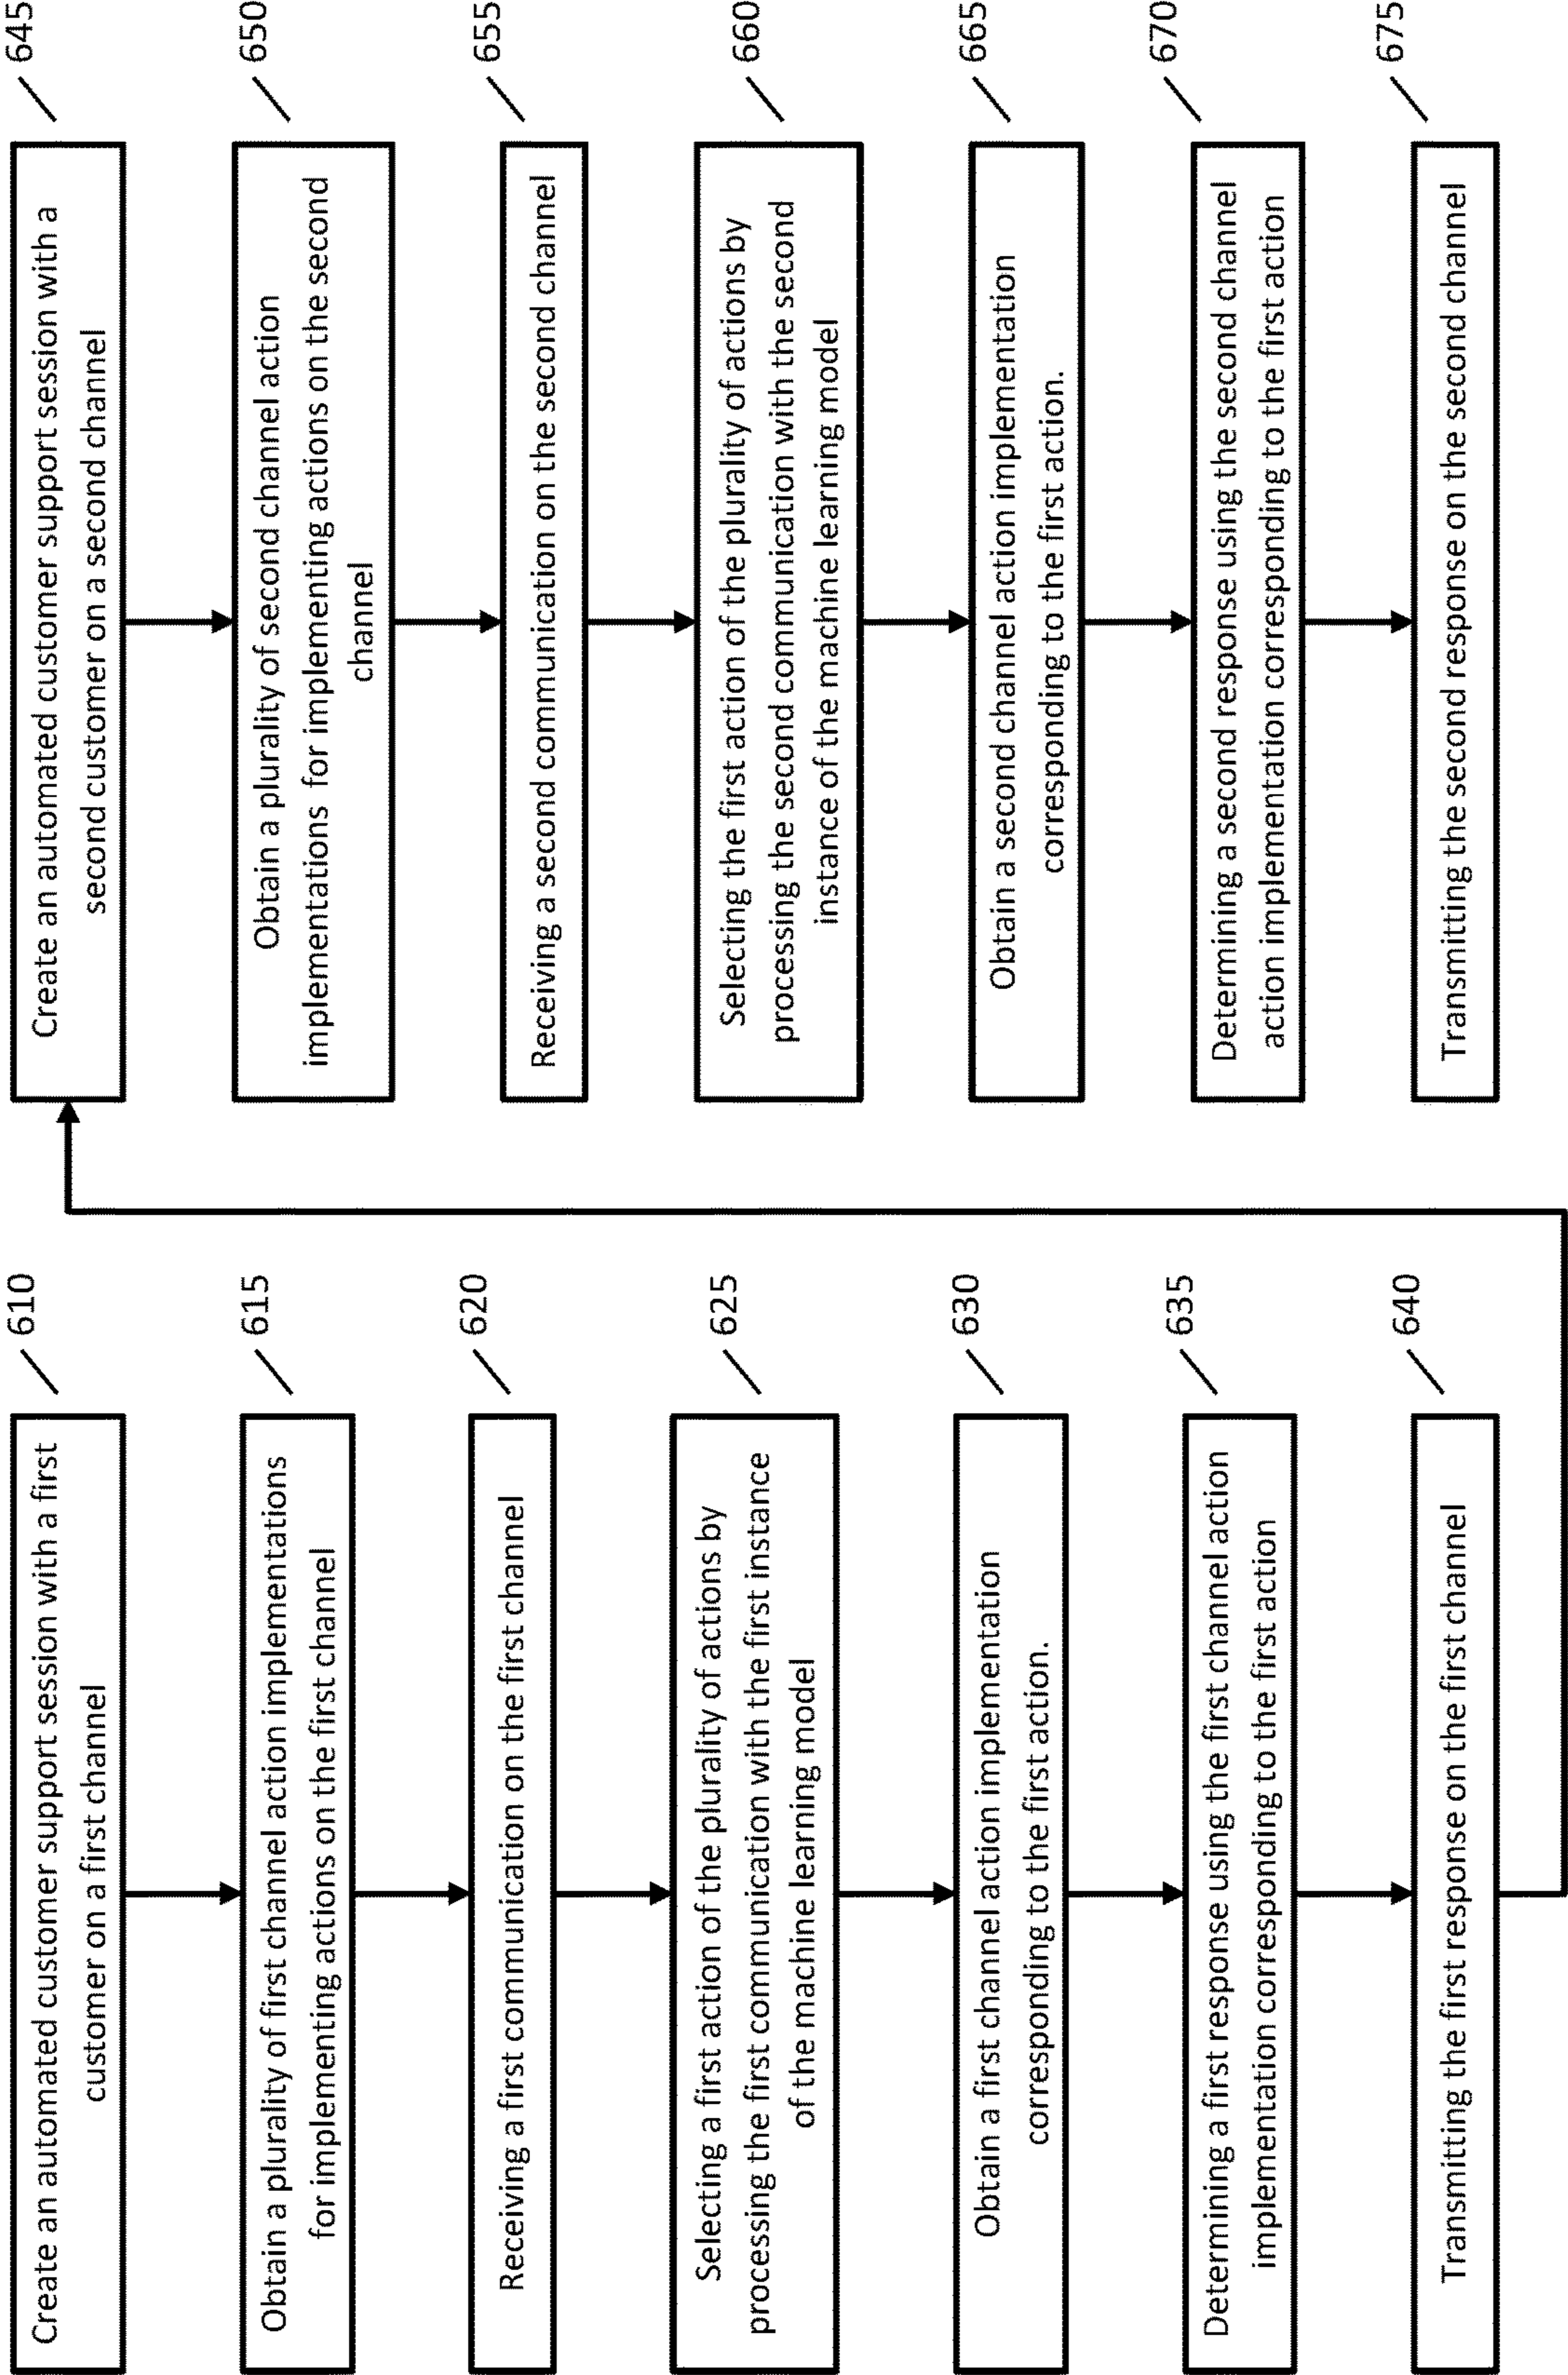 610
Create an automated customer support session with a first
customer on a first channel
615
Obtain a plurality of first channel action implementations
for implementing actions on the first channel
620
Receiving a first communication on the first channel
625
Selecting a first action of the plurality of actions by
processing the first communication with the first instance
of the machine learning model
630
Obtain a first channel action implementation
corresponding to the first action.
635
Determining a first response using the first channel action
implementation corresponding to the first action
640
Transmitting the first response on the first channel
645
Create an automated customer support session with a
second customer on a second channel
650
Obtain a plurality of second channel action
implementations for implementing actions on the second
channel
655
Receiving a second communication on the second channel
660
Selecting the first action of the plurality of actions by
processing the second communication with the second
instance of the machine learning model
665
Obtain a second channel action implementation
corresponding to the first action.
670
Determining a second response using the second channel
action implementation corresponding to the first action
675
Transmitting the second response on the second channel